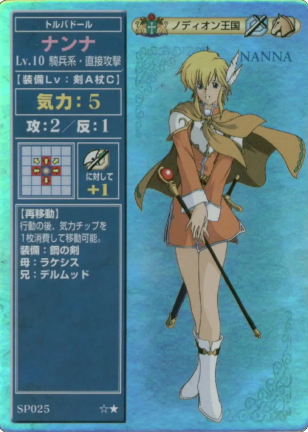 トルバドール
ナンナ
Lv.10 騎兵系・直接攻撃
【装備Lv：剣A杖C】
気力：5
攻：2／反：1
に対して
+1
【再移動】
行動の後、気力チップを
1枚消費して移動可能。
装備：鋼の剣
母：ラケシス
兄：デルムッド
SP025 ☆★
ノディオン王国
NANNA